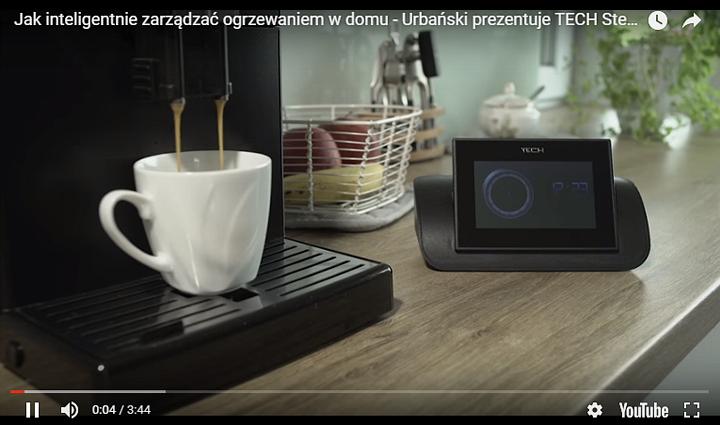 Jak inteligentnie zarządzać ogrzewaniem w domu - Urbański prezentuje TECH Ste...
TECH
0:04 / 3:44
YouTube